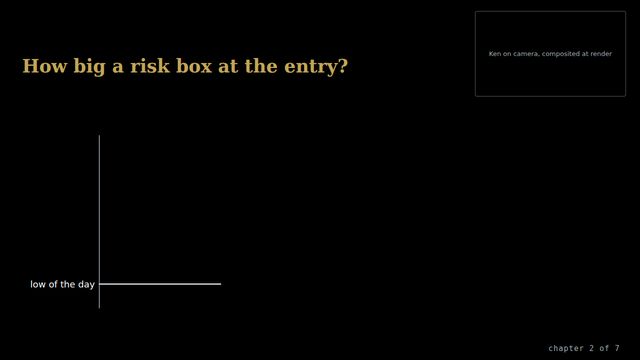 Ken on camera, composited at render
How big a risk box at the entry?
low of the day
chapter 2 of 7